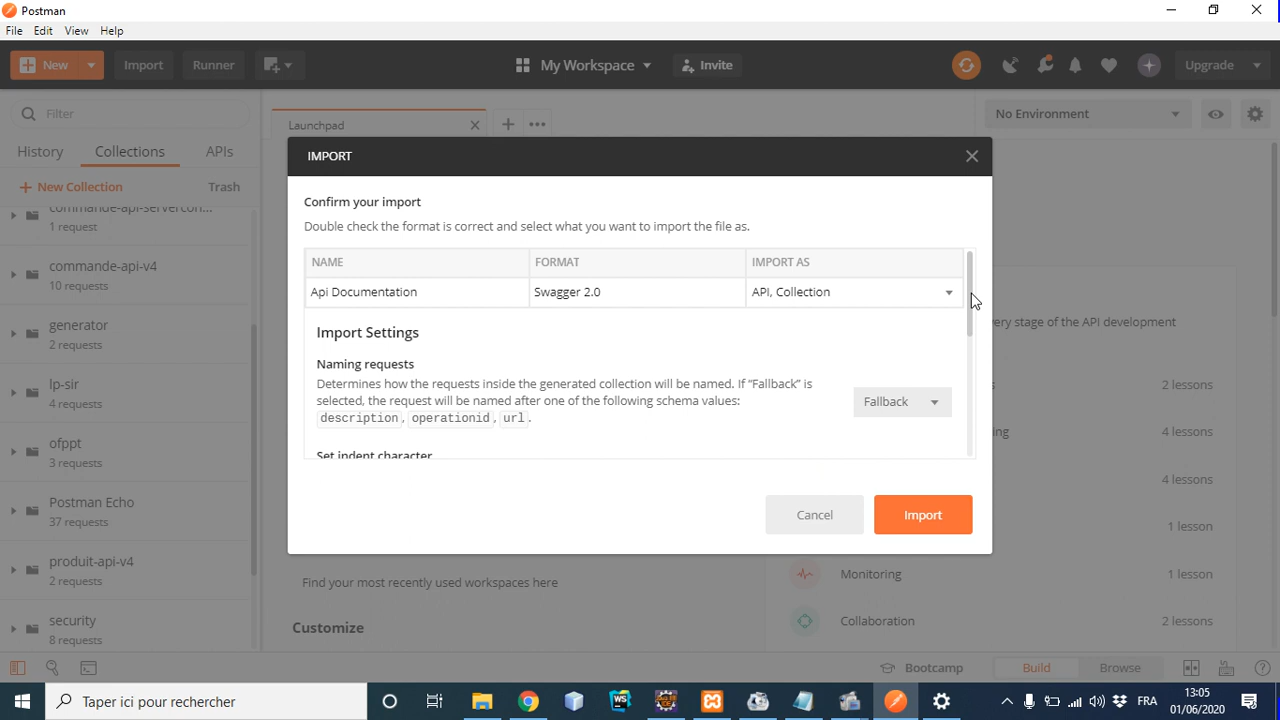 Postman
File Edit View Help
New Import Runner My Workspace Invite Upgrade
Filter
Launchpad
No Environment
History Collections APIs
New Collection Trash
commande-api-servercon...
1 request
commande-api-v4
10 requests
generator
2 requests
lp-sir
4 requests
ofppt
3 requests
Postman Echo
37 requests
produit-api-v4
2 requests
security
8 requests
IMPORT
Confirm your import
Double check the format is correct and select what you want to import the file as.
NAME FORMAT IMPORT AS
Api Documentation Swagger 2.0 API, Collection
Import Settings
Naming requests
Determines how the requests inside the generated collection will be named. If “Fallback” is
selected, the request will be named after one of the following schema values:
description, operationid, url.
Fallback
Set indent character
Cancel Import
very stage of the API development
2 lessons
4 lessons
4 lessons
1 lesson
Monitoring 1 lesson
Collaboration 2 lessons
Find your most recently used workspaces here
Customize
Bootcamp Build Browse
Taper ici pour rechercher
FRA
13:05
01/06/2020